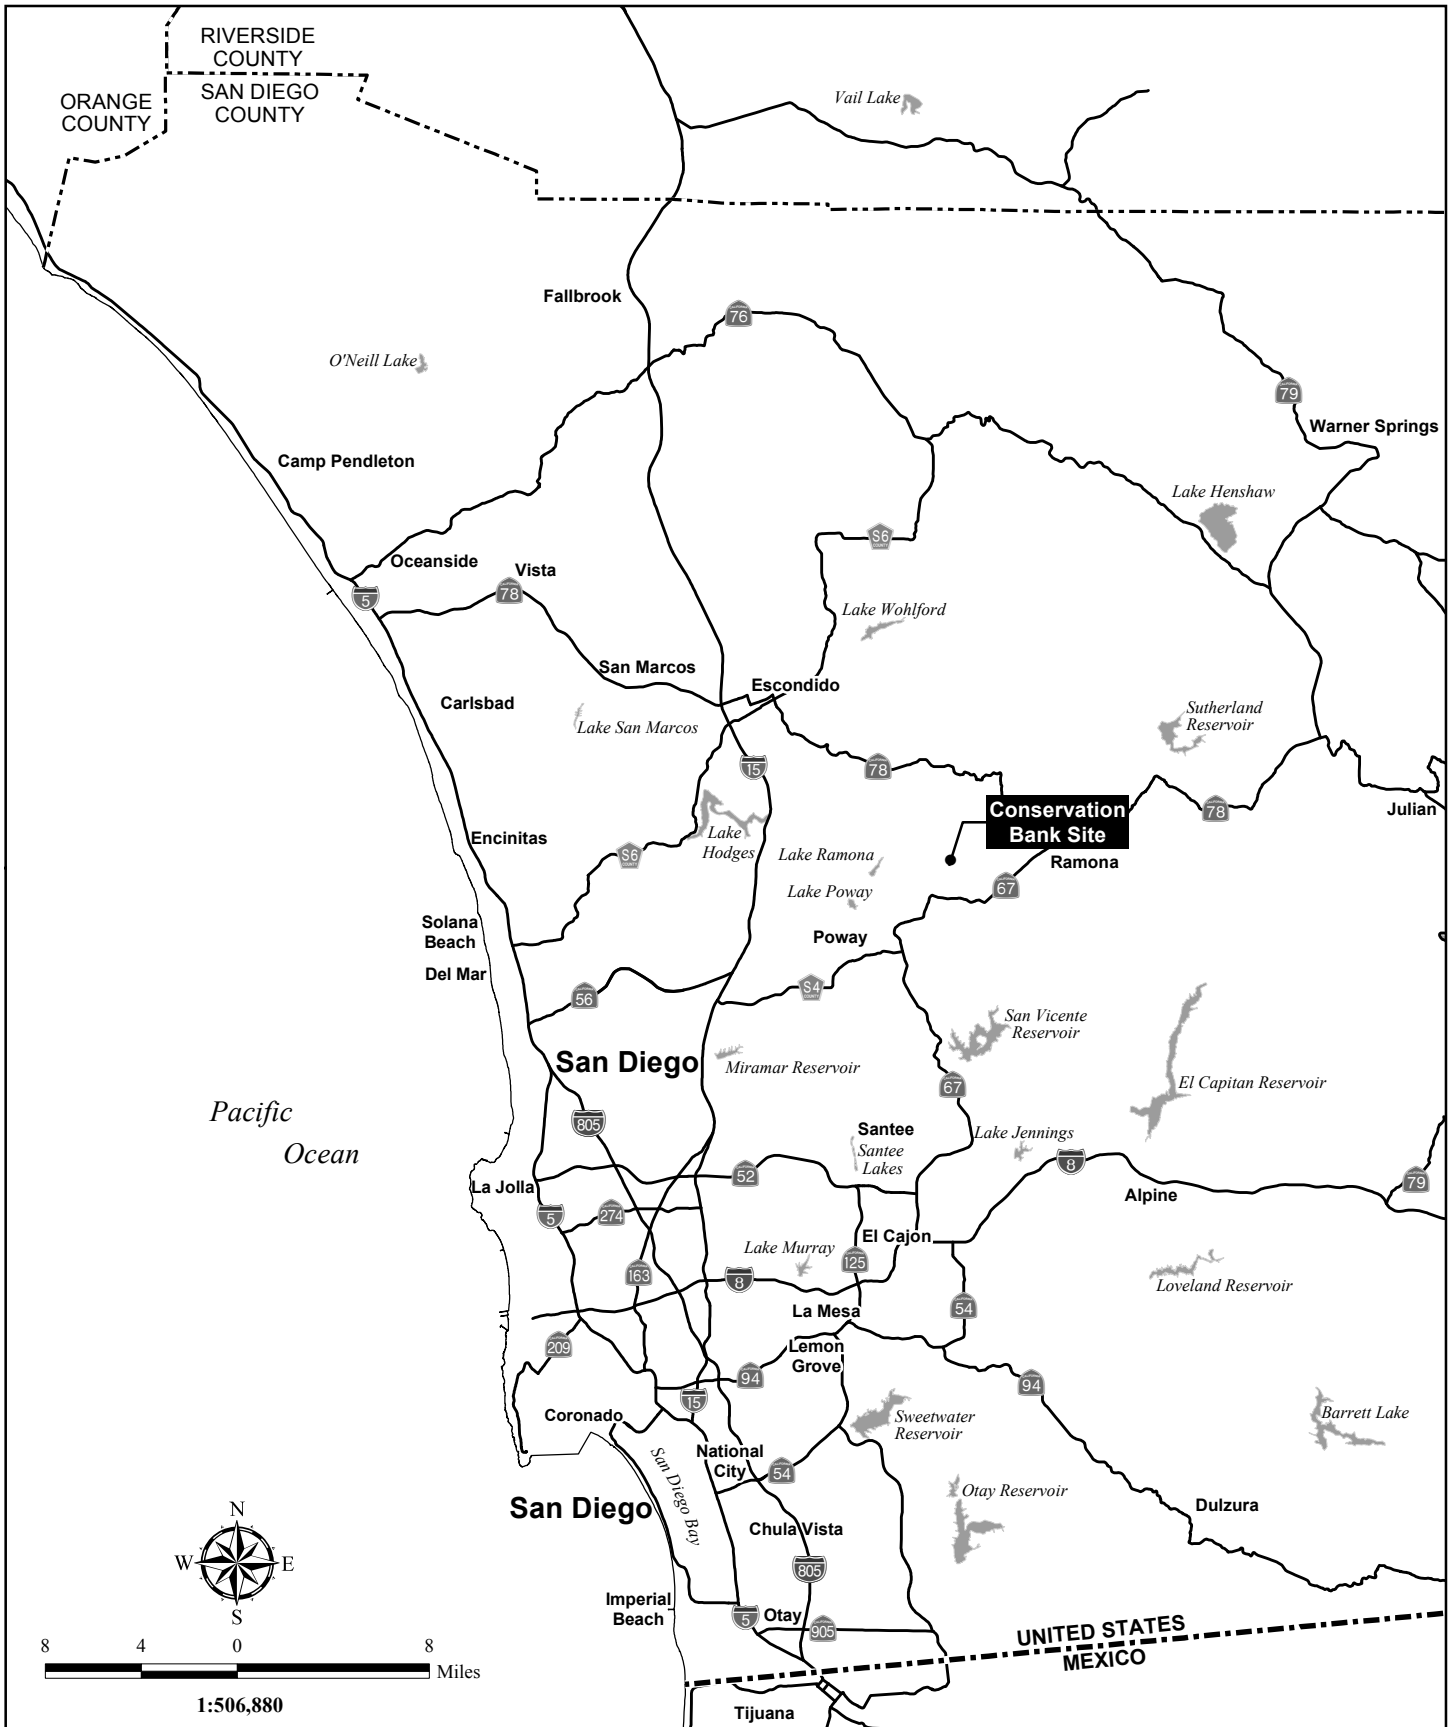 RIVERSIDE
COUNTY
ORANGE
COUNTY
SAN DIEGO
COUNTY
Vail Lake
Fallbrook
76
O'Neill Lake
79
Warner Springs
Camp Pendleton
Lake Henshaw
S6
COUNTY
Oceanside
Vista
5
78
Lake Wohlford
San Marcos
Escondido
Carlsbad
Lake San Marcos
Sutherland
Reservoir
15
78
Conservation
Bank Site
78
Julian
Encinitas
Lake
Hodges
S6
COUNTY
Lake Ramona
Ramona
67
Lake Poway
Solana
Beach
Poway
Del Mar
56
S4
COUNTY
San Vicente
Reservoir
San Diego
Miramar Reservoir
67
El Capitan Reservoir
Pacific
Ocean
805
Santee
Santee
Lakes
Lake Jennings
8
52
La Jolla
Alpine
79
5
274
El Cajon
Lake Murray
125
163
8
Loveland Reservoir
La Mesa
54
209
Lemon
Grove
94
94
15
Coronado
Sweetwater
Reservoir
Barrett Lake
National
City
54
San Diego Bay
Otay Reservoir
San Diego
Dulzura
Chula Vista
N
W
E
S
805
Imperial
Beach
5
Otay
905
UNITED STATES
MEXICO
8
4
0
8
Miles
1:506,880
Tijuana